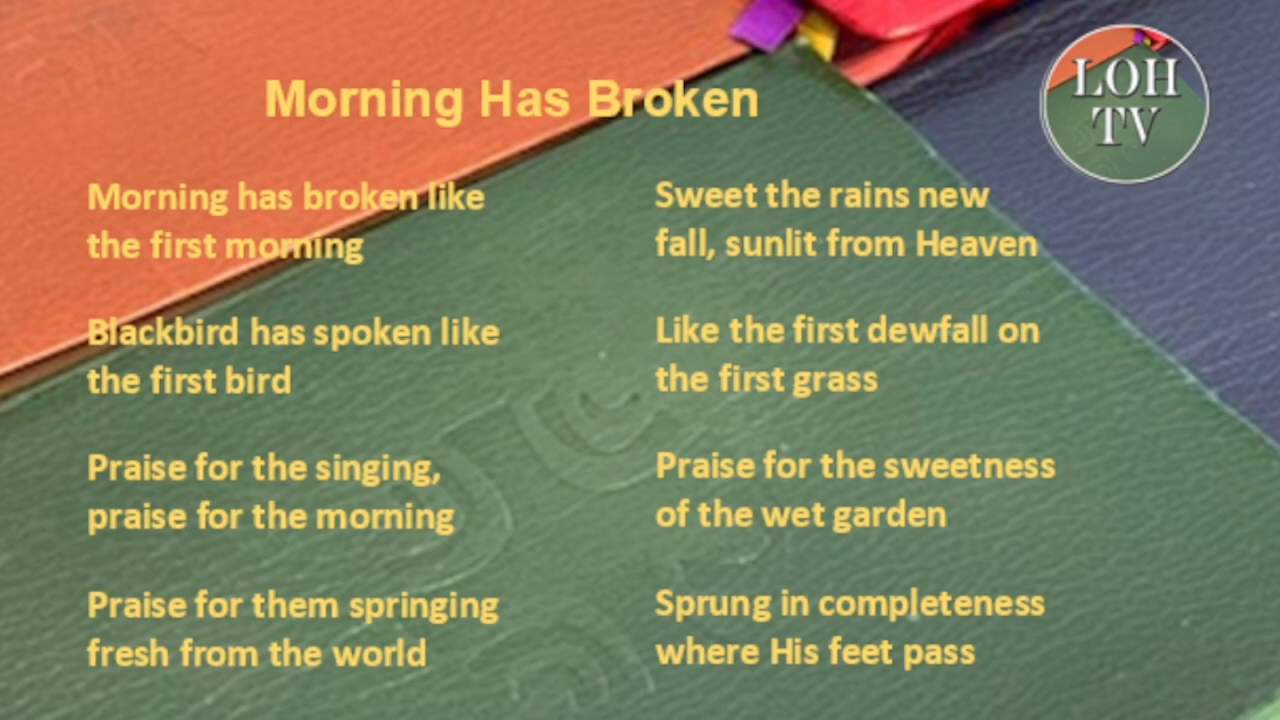 Morning Has Broken
LOH
TV
Morning has broken like
the first morning
Blackbird has spoken like
the first bird
Praise for the singing,
praise for the morning
Praise for them springing
fresh from the world
Sweet the rains new
fall, sunlit from Heaven
Like the first dewfall on
the first grass
Praise for the sweetness
of the wet garden
Sprung in completeness
where His feet pass